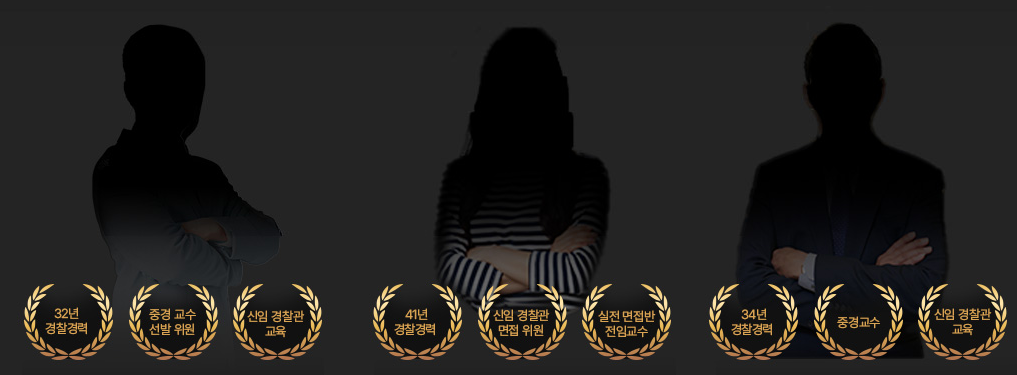 32년
경찰경력
중경 교수
선발 위원
신임 경찰관
교육
41년
경찰경력
신임 경찰관
면접 위원
실전 면접반
전임교수
34년
경찰경력
중경교수
신임 경찰관
교육